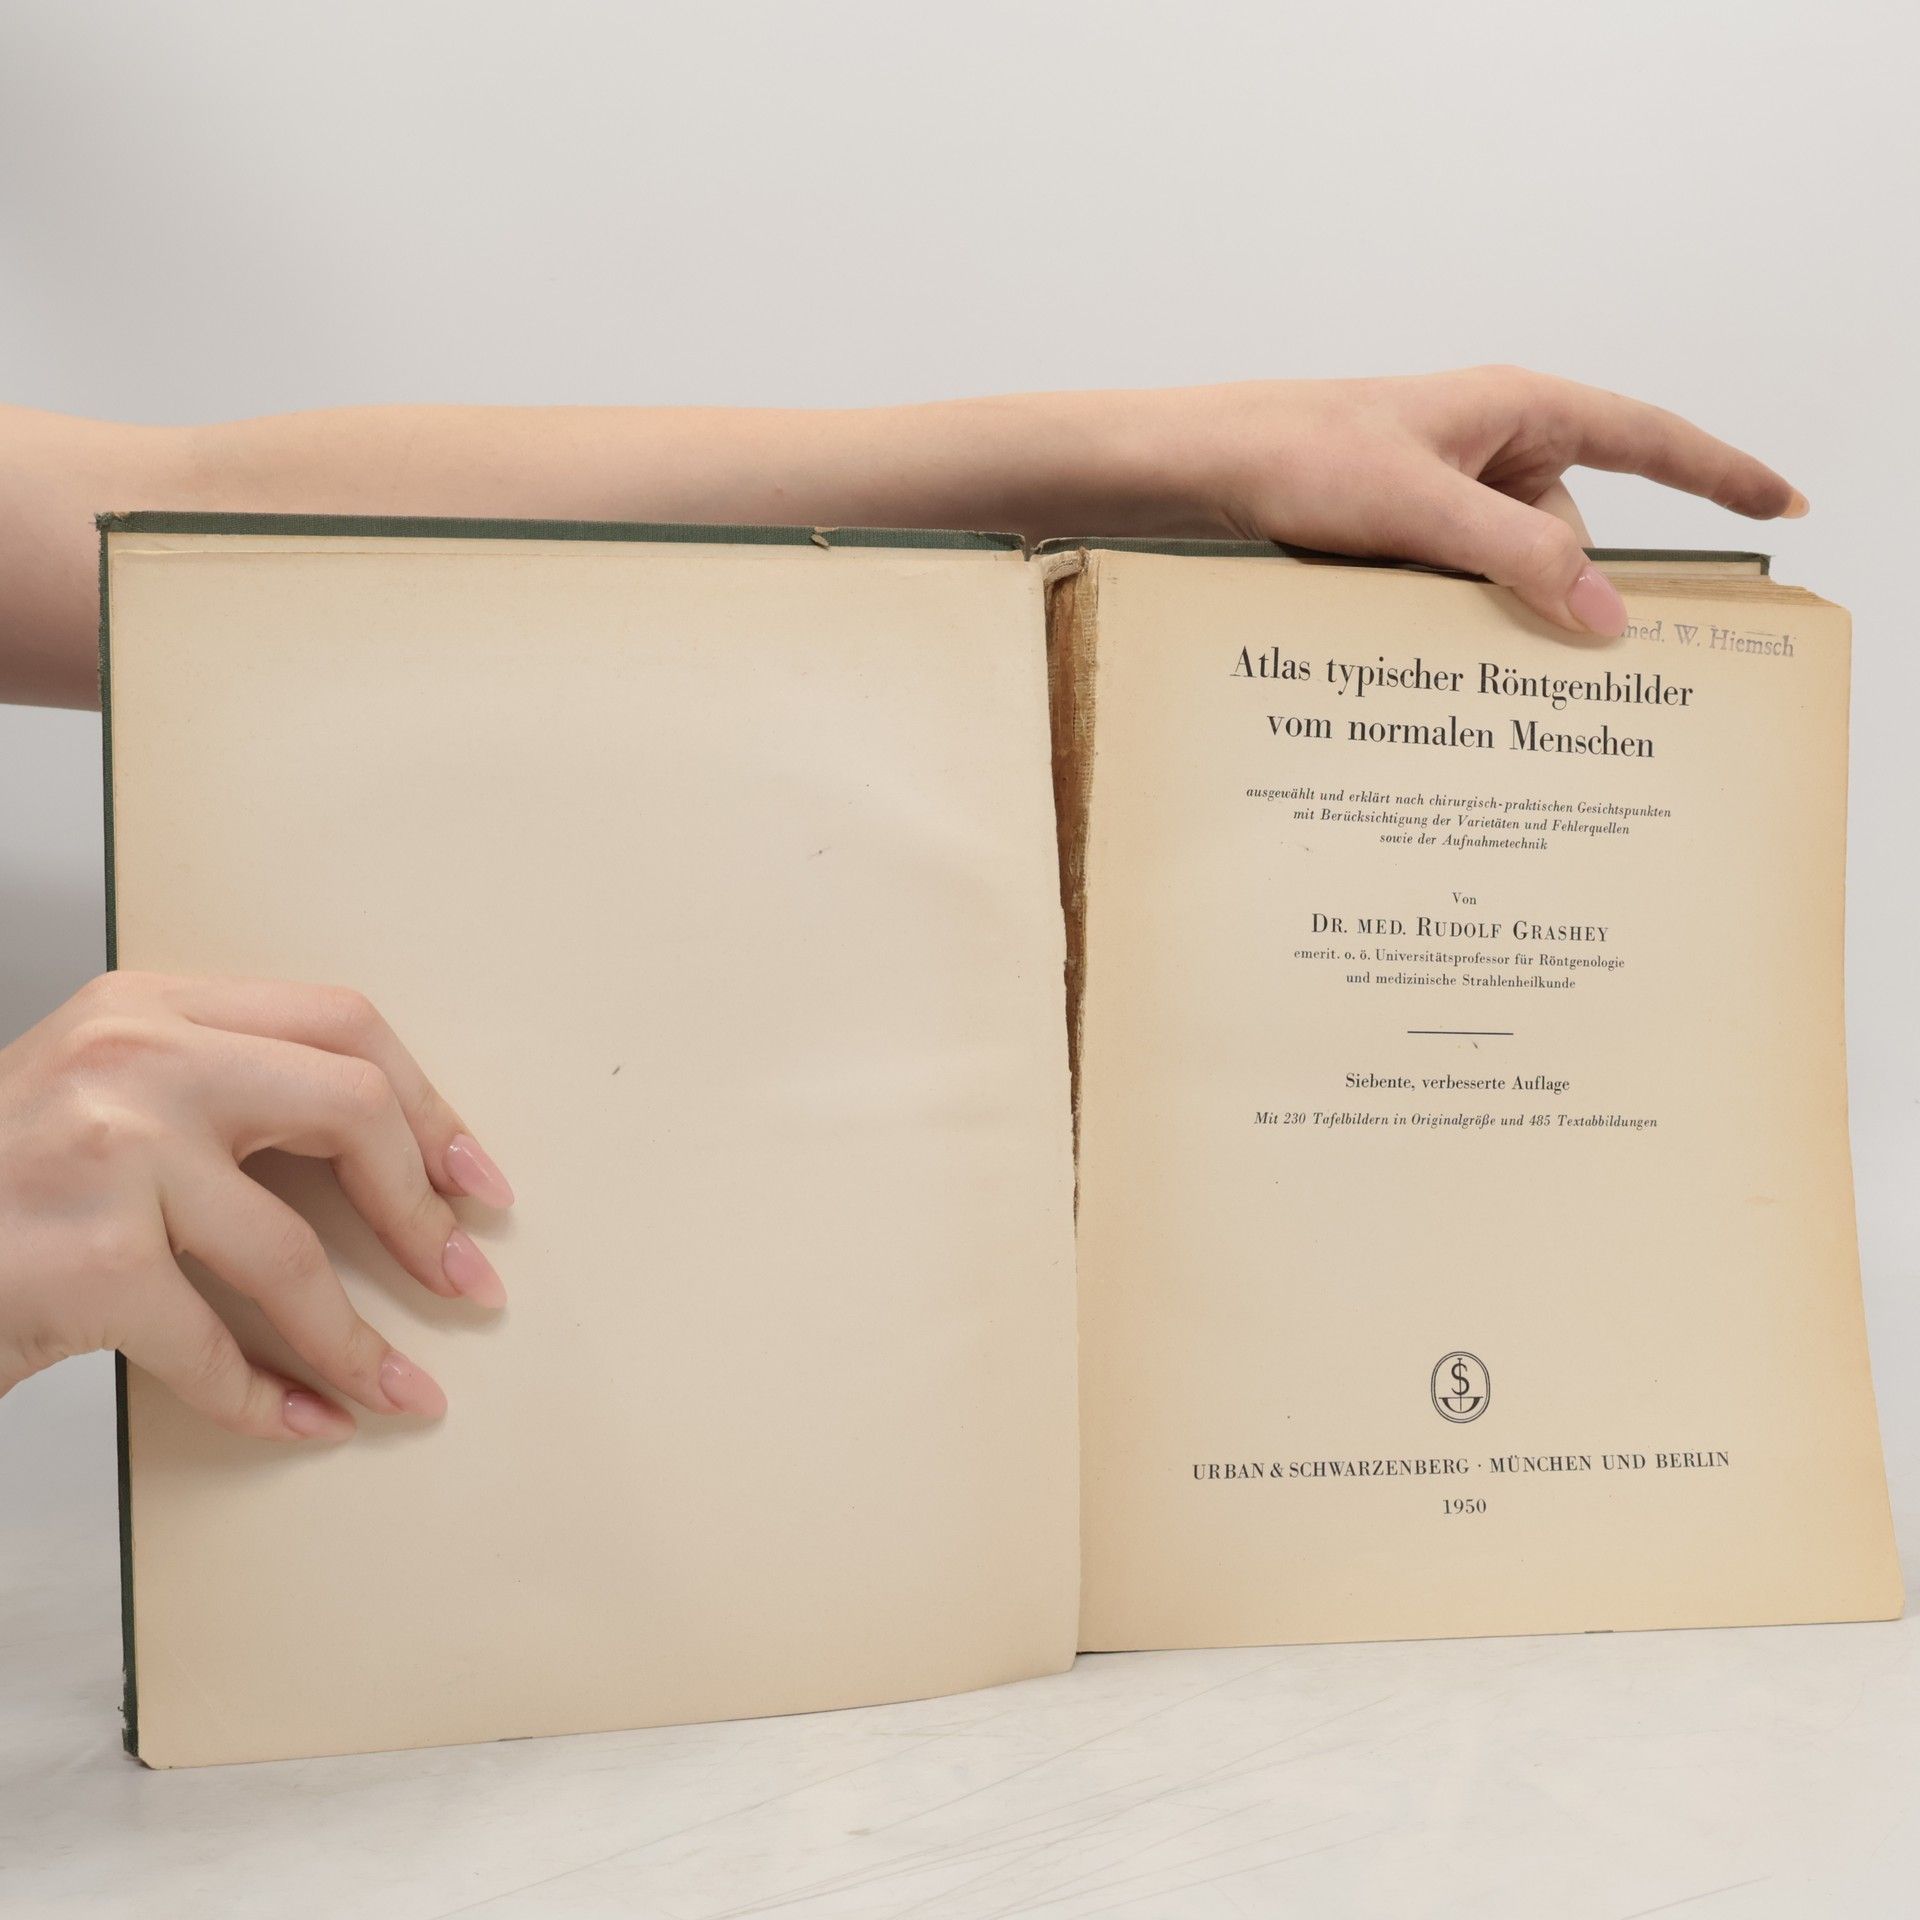 med. W. Hiemsch
Atlas typischer Röntgenbilder
vom normalen Menschen
ausgewählt und erklärt nach chirurgisch-praktischen Gesichtspunkten
mit Berücksichtigung der Varietäten und Fehlerquellen
sowie der Aufnahmetechnik
Von
DR. MED. RUDOLF GRASHEY
emerit. o. ö. Universitätsprofessor für Röntgenologie
und medizinische Strahlenheilkunde
Siebente, verbesserte Auflage
Mit 230 Tafelbildern in Originalgröße und 485 Textabbildungen
URBAN & SCHWARZENBERG · MÜNCHEN UND BERLIN
1950